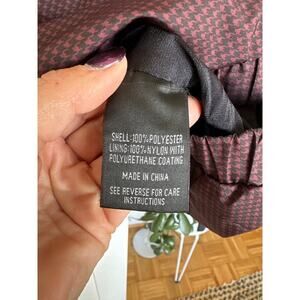 SHELL:100%POLYESTER
LINING:100%NYLON WITH
POLYURETHANE COATING
MADE IN CHINA
SEE REVERSE FOR CARE
INSTRUCTIONS